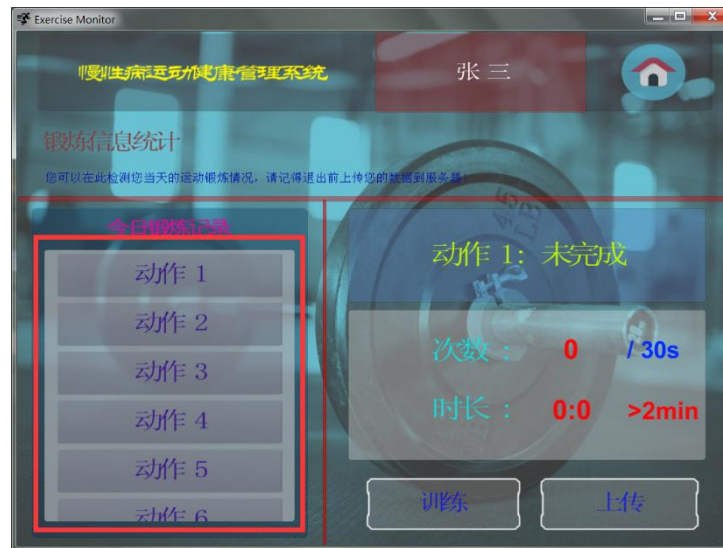 Exercise Monitor
慢性病运动健康管理系统
张 三
锻炼信息统计
您可以在此检测您当天的运动锻炼情况，请记得退出前上传您的数据到服务器！
今日锻炼记录
动作 1
动作 2
动作 3
动作 4
动作 5
动作 6
动作 1: 未完成
次数 : 0 / 30s
时长 : 0:0 >2min
训练
上传